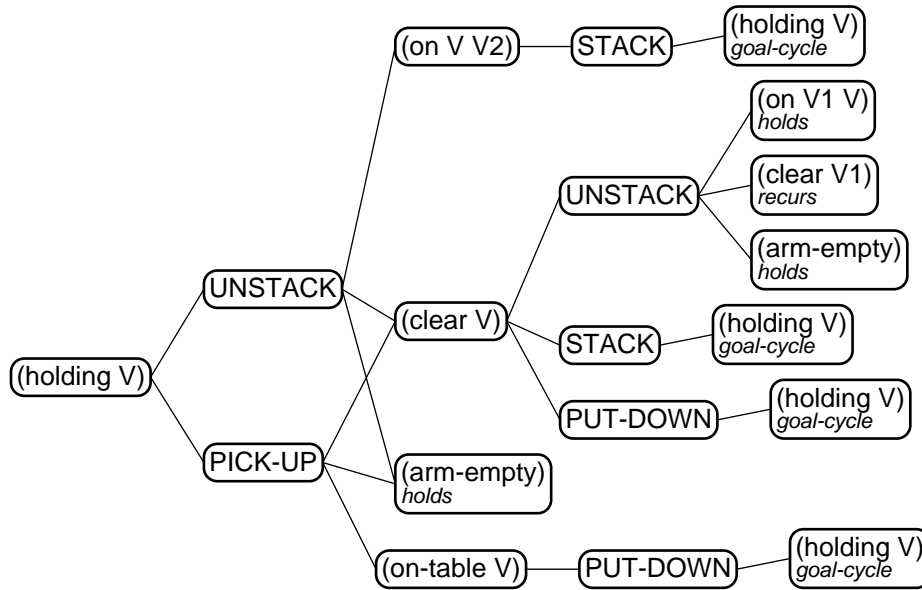 (on V V2)
STACK
(holding V)
goal-cycle
(on V1 V)
holds
UNSTACK
(clear V1)
recurs
(arm-empty)
holds
UNSTACK
(clear V)
STACK
(holding V)
goal-cycle
(holding V)
PUT-DOWN
(holding V)
goal-cycle
PICK-UP
(arm-empty)
holds
(on-table V)
PUT-DOWN
(holding V)
goal-cycle